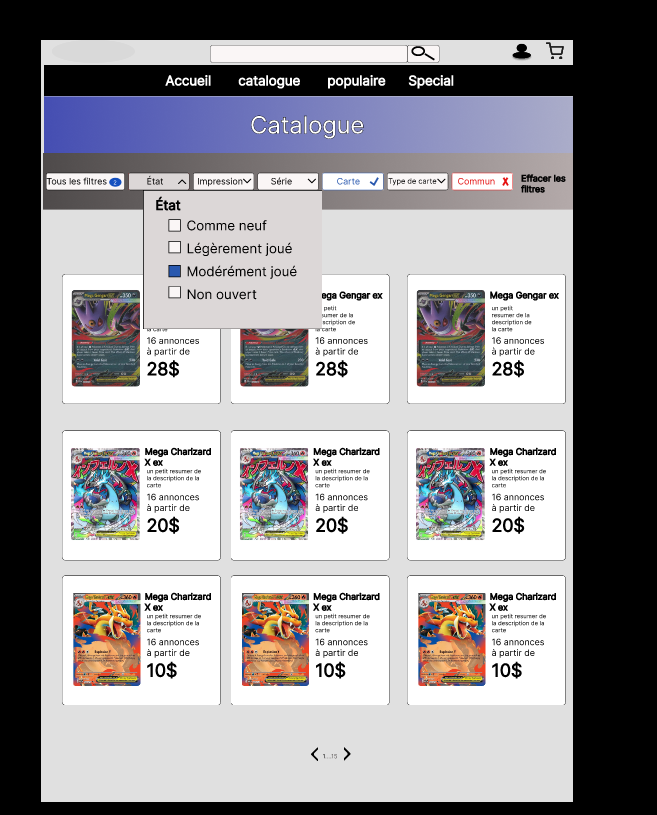 Accueil catalogue populaire Special
Catalogue
Tous les filtres 2 État Impression Série Carte Type de carte Commun X Effacer les
filtres
État
Comme neuf
Légèrement joué
Modérément joué
Non ouvert
la carte
16 annonces
à partir de
28$
ega Gengar ex
un petit
resumer de la
description de
la carte
16 annonces
à partir de
28$
Mega Gengar ex
un petit
resumer de la
description de
la carte
16 annonces
à partir de
28$
Mega Charizard
X ex
un petit resumer de
la description de la
carte
16 annonces
à partir de
20$
Mega Charizard
X ex
un petit resumer de
la description de la
carte
16 annonces
à partir de
20$
Mega Charizard
X ex
un petit resumer de
la description de la
carte
16 annonces
à partir de
20$
Mega Charizard
X ex
un petit resumer de
la description de la
carte
16 annonces
à partir de
10$
Mega Charizard
X ex
un petit resumer de
la description de la
carte
16 annonces
à partir de
10$
Mega Charizard
X ex
un petit resumer de
la description de la
carte
16 annonces
à partir de
10$
1...15